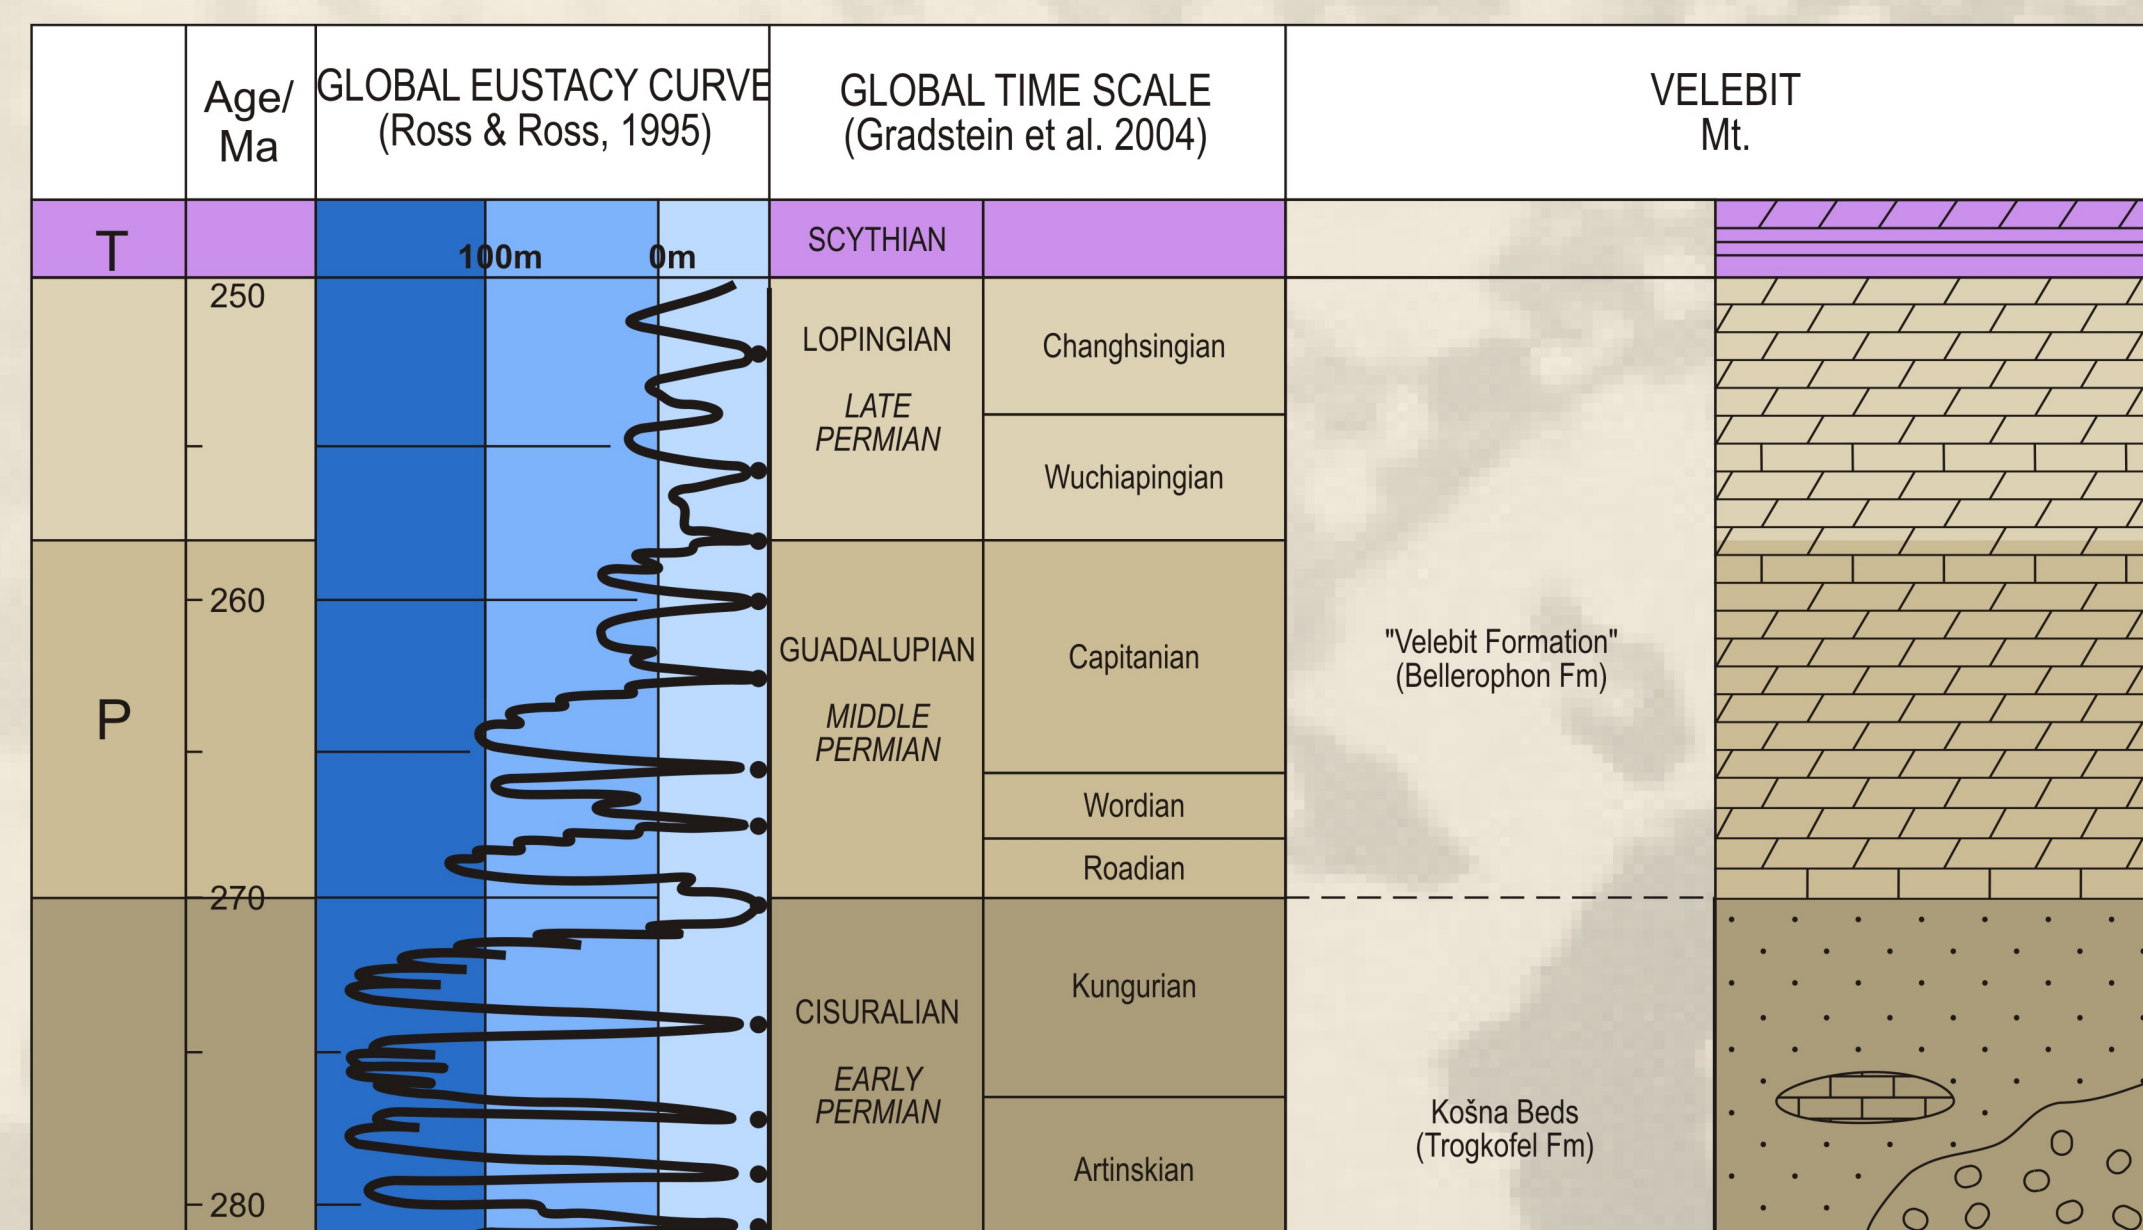 Age/
Ma
GLOBAL EUSTACY CURVE
(Ross & Ross, 1995)
GLOBAL TIME SCALE
(Gradstein et al. 2004)
VELEBIT
Mt.
T
100m
0m
SCYTHIAN
250
LOPINGIAN
LATE
PERMIAN
Changhsingian
Wuchiapingian
260
P
GUADALUPIAN
MIDDLE
PERMIAN
Capitanian
Wordian
Roadian
"Velebit Formation"
(Bellerophon Fm)
270
CISURALIAN
EARLY
PERMIAN
Kungurian
Artinskian
Košna Beds
(Trogkofel Fm)
280